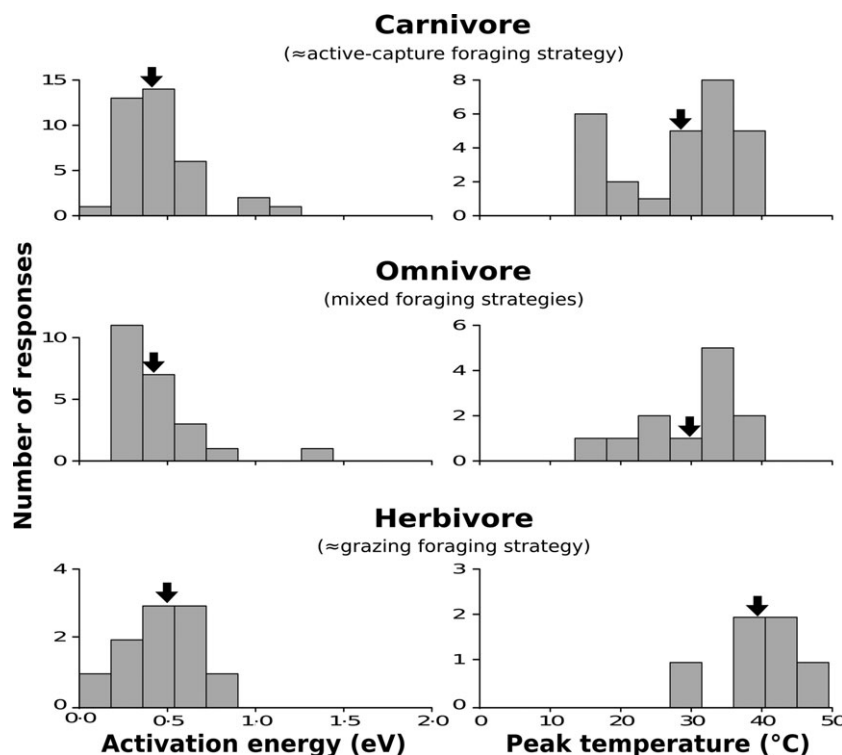 Carnivore
(≈active-capture foraging strategy)
15
10
5
0
8
6
4
2
0
Omnivore
(mixed foraging strategies)
10
5
0
6
4
2
0
Herbivore
(≈grazing foraging strategy)
4
2
0
3
2
1
0
Number of responses
0·0 0·5 1·0 1·5 2·0
0 10 20 30 40 50
Activation energy (eV) Peak temperature (°C)